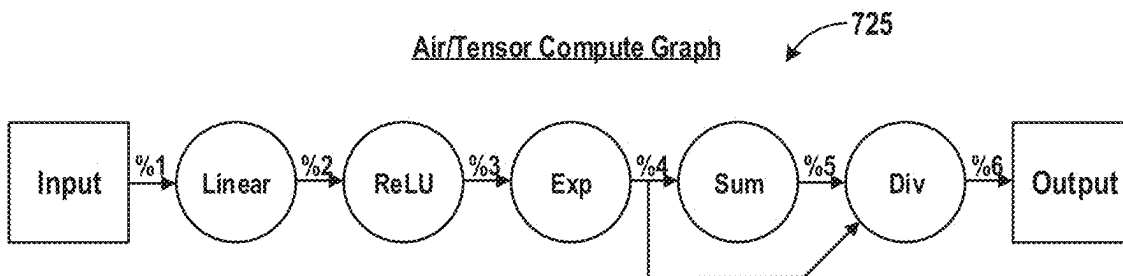 725
Air/Tensor Compute Graph
Input %1 Linear %2 ReLU %3 Exp %4 Sum %5 Div %6 Output